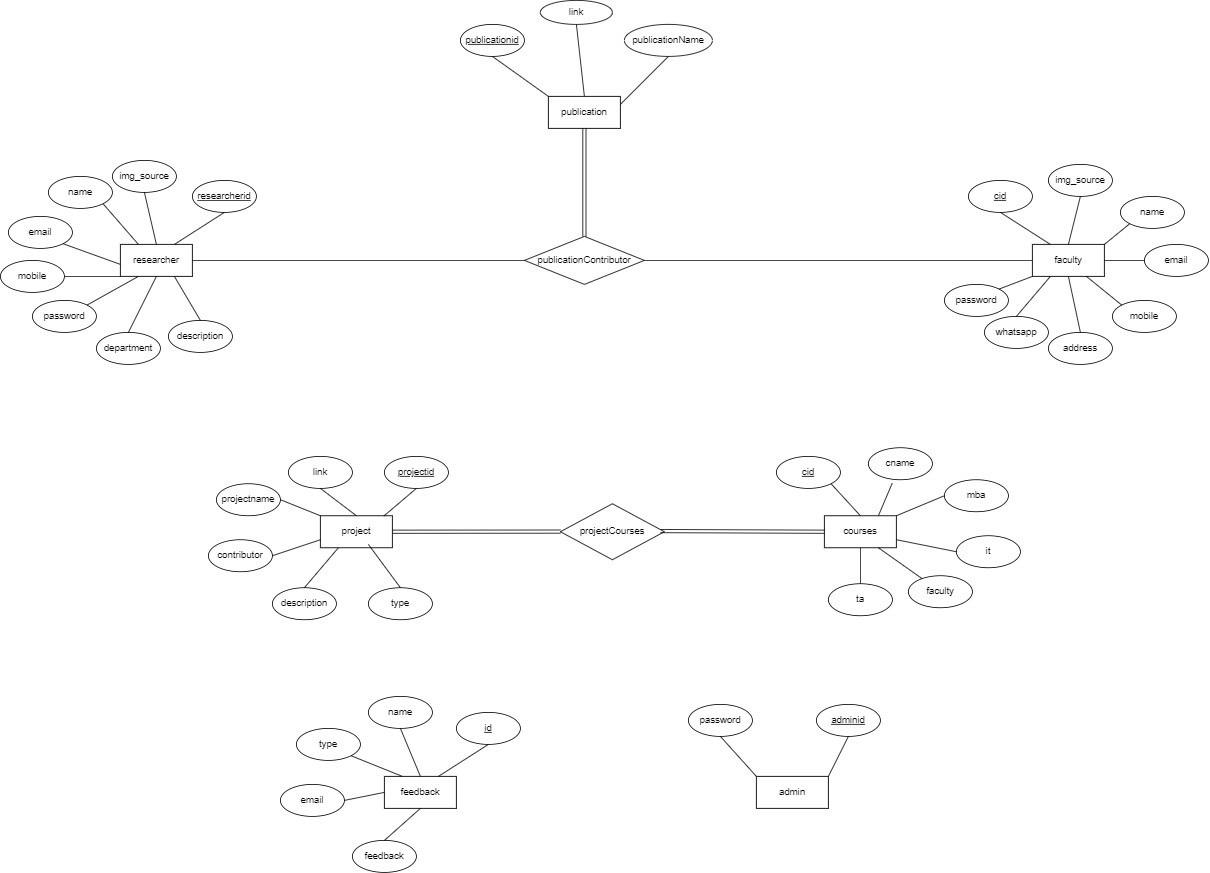 link
publicationid
publicationName
publication
img_source
name
researcherid
email
researcher
mobile
password
department
description
publicationContributor
img_source
cid
name
faculty
email
password
mobile
whatsapp
address
link
projectid
projectname
project
contributor
description
type
projectCourses
cname
cid
mba
courses
it
faculty
ta
name
id
type
feedback
email
feedback
password
adminid
admin